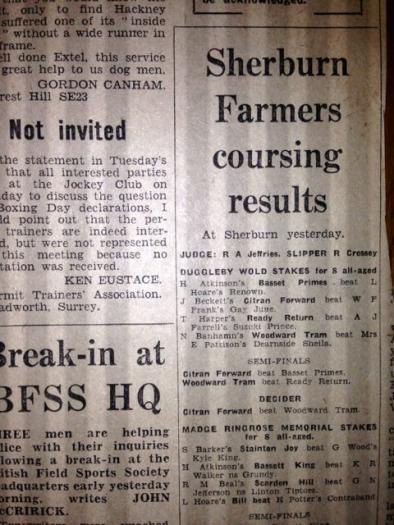 be acknowledged.
t, only to find Hackney
suffered one of its " inside
" without a wide runner in
frame.
ell done Extel, this service
great help to us dog men.
GORDON CANHAM.
rest Hill SE23
Not invited
the statement in Tuesday's
that all interested parties
at the Jockey Club on
day to discuss the question
Boxing Day declarations, I
ld point out that the per-
trainers are indeed inter-
d, but were not represented
this meeting because no
tation was received.
KEN EUSTACE.
rmit Trainers' Association.
adworth, Surrey.
Break-in at
BFSS HQ
REE men are helping
lice with their inquiries
lowing a break-in at the
itish Field Sports Society
adquarters early yesterday
orning, writes JOHN
cCRIRICK.
Sherburn
Farmers
coursing
results
At Sherburn yesterday.
JUDGE: R A Jeffries. SLIPPER R Cressey
DUGGLEBY WOLD STAKES for 8 all-aged
H Atkinson's Basset Primes beat L
Hoare's Renown.
J Beckett's Citran Forward beat W F
Frank's Gay June.
T Harper's Ready Return beat A J
Farrell's Suzuki Prince.
N Banhamn's Woodward Tram beat Mrs
E Pattison's Dearnside Sheila.
SEMI-FINALS
Citran Forward beat Basset Primes.
Woodward Tram beat Ready Return.
DECIDER
Citran Forward beat Woodward Tram.
MADGE RINGROSE MEMORIAL STAKES
for 8 all-aged.
S Barker's Staintan Joy beat G Wood's
Kyle King.
H Atkinson's Bassett King beat K R
Walker ns Grundy.
R M Beal's Scarden Hill beat G N
Jefferson ns Linton Tiptoes.
L Hoare's Bill beat H Potter's Contraband
SEMI-FINALS